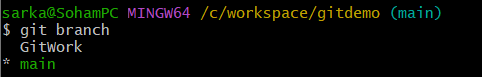 sarka@SohamPC MINGW64 /c/workspace/gitdemo (main)
$ git branch
  GitWork
* main